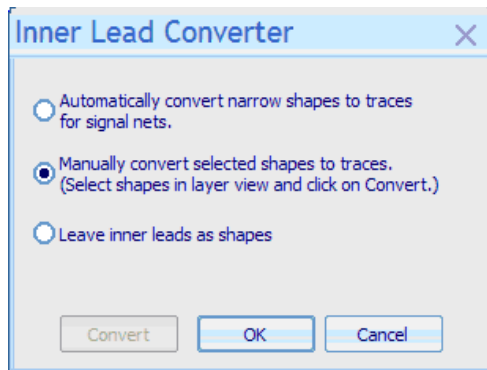 Inner Lead Converter
Automatically convert narrow shapes to traces
for signal nets.
Manually convert selected shapes to traces.
(Select shapes in layer view and click on Convert.)
Leave inner leads as shapes
Convert OK Cancel